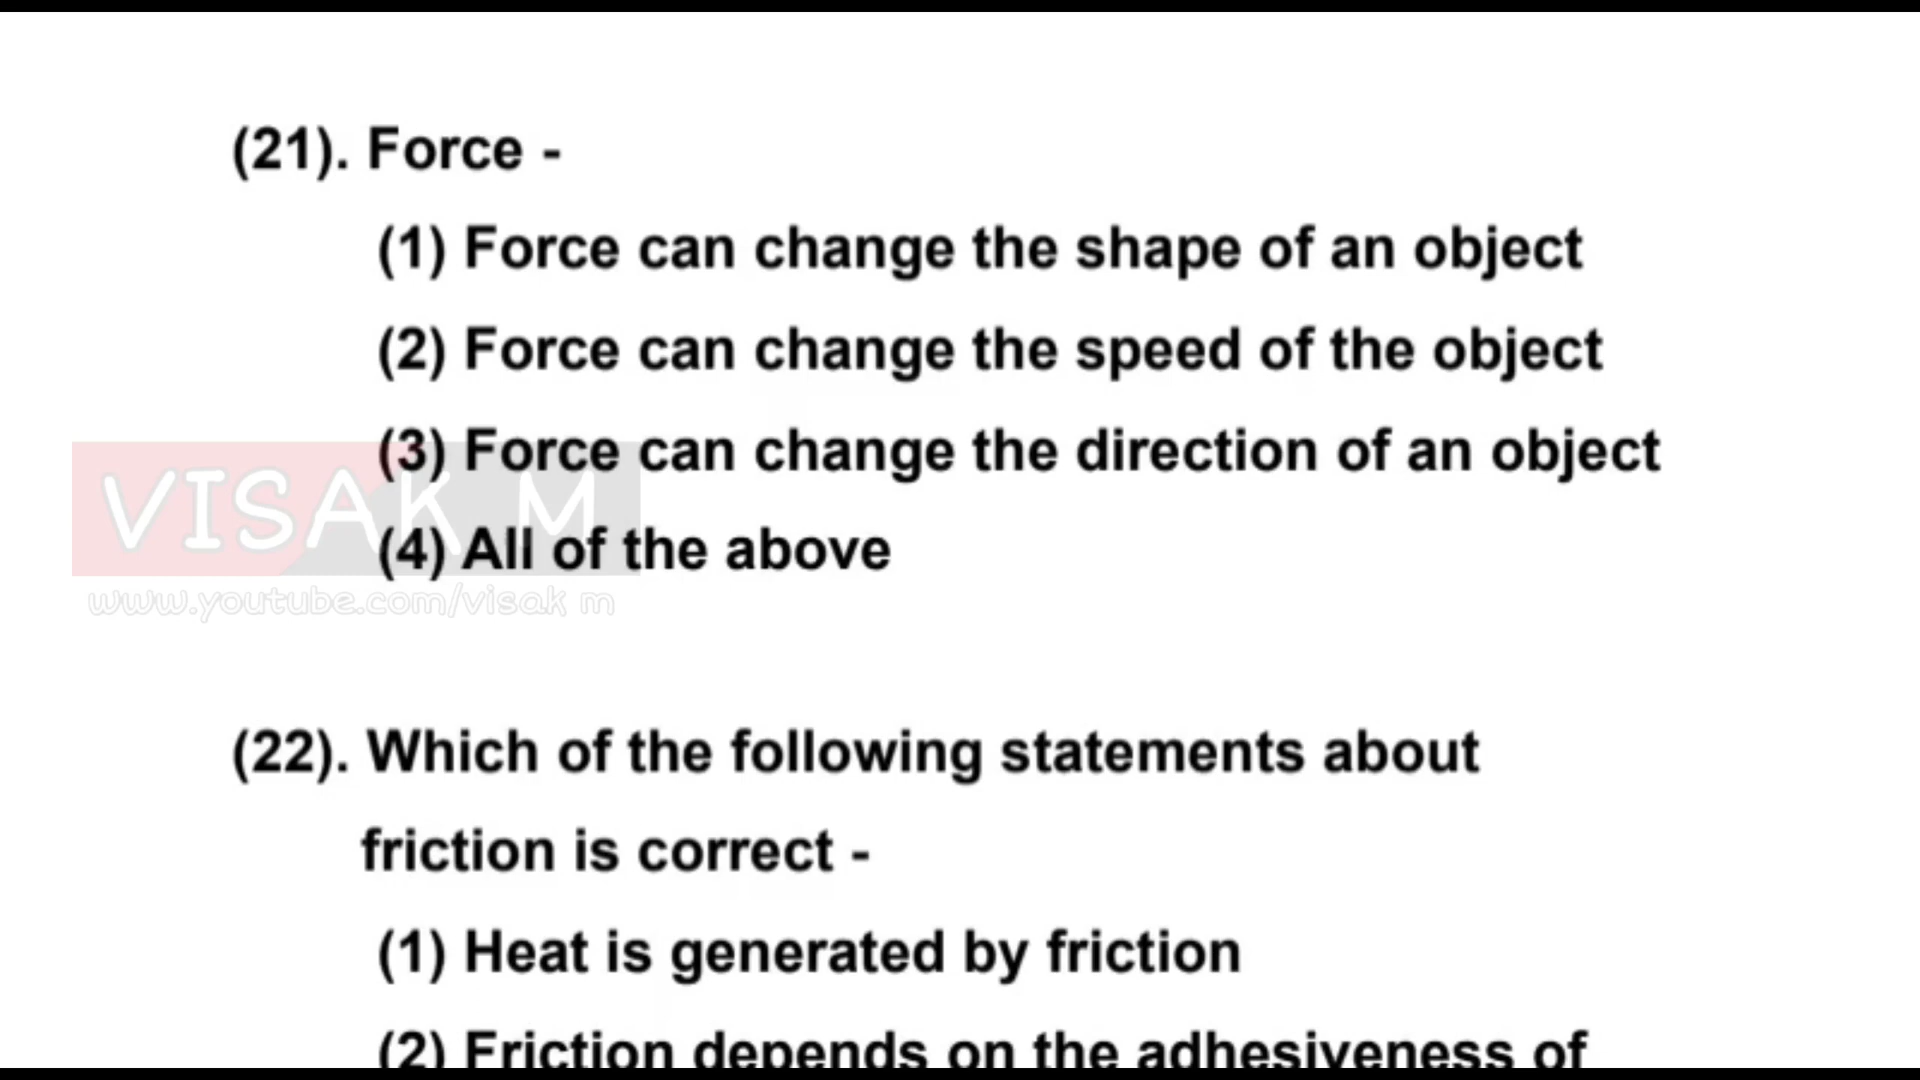 (21). Force -
(1) Force can change the shape of an object
(2) Force can change the speed of the object
(3) Force can change the direction of an object
VISAK M
(4) All of the above
www.youtube.com/visak m
(22). Which of the following statements about
friction is correct -
(1) Heat is generated by friction
(2) Friction depends on the adhesiveness of